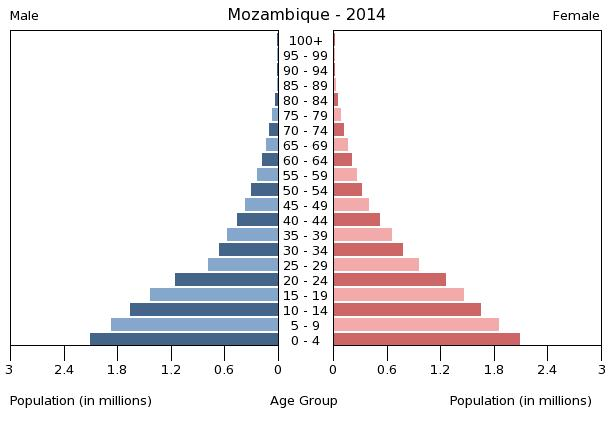 Mozambique - 2014
Male
Female
100+
95 - 99
90 - 94
85 - 89
80 - 84
75 - 79
70 - 74
65 - 69
60 - 64
55 - 59
50 - 54
45 - 49
40 - 44
35 - 39
30 - 34
25 - 29
20 - 24
15 - 19
10 - 14
5 - 9
0 - 4
3 2.4 1.8 1.2 0.6 0 0 0.6 1.2 1.8 2.4 3
Population (in millions) Age Group Population (in millions)